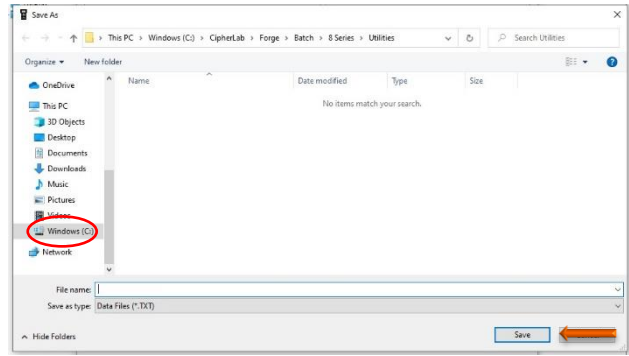 Save As
This PC > Windows (C:) > CipherLab > Forge > Batch > 8 Series > Utilities
Search Utilities
Organize
New folder
Name
Date modified
Type
Size
No items match your search.
OneDrive
This PC
3D Objects
Desktop
Documents
Downloads
Music
Pictures
Videos
Windows (C:)
Network
File name:
Save as type: Data Files (*.TXT)
Hide Folders
Save